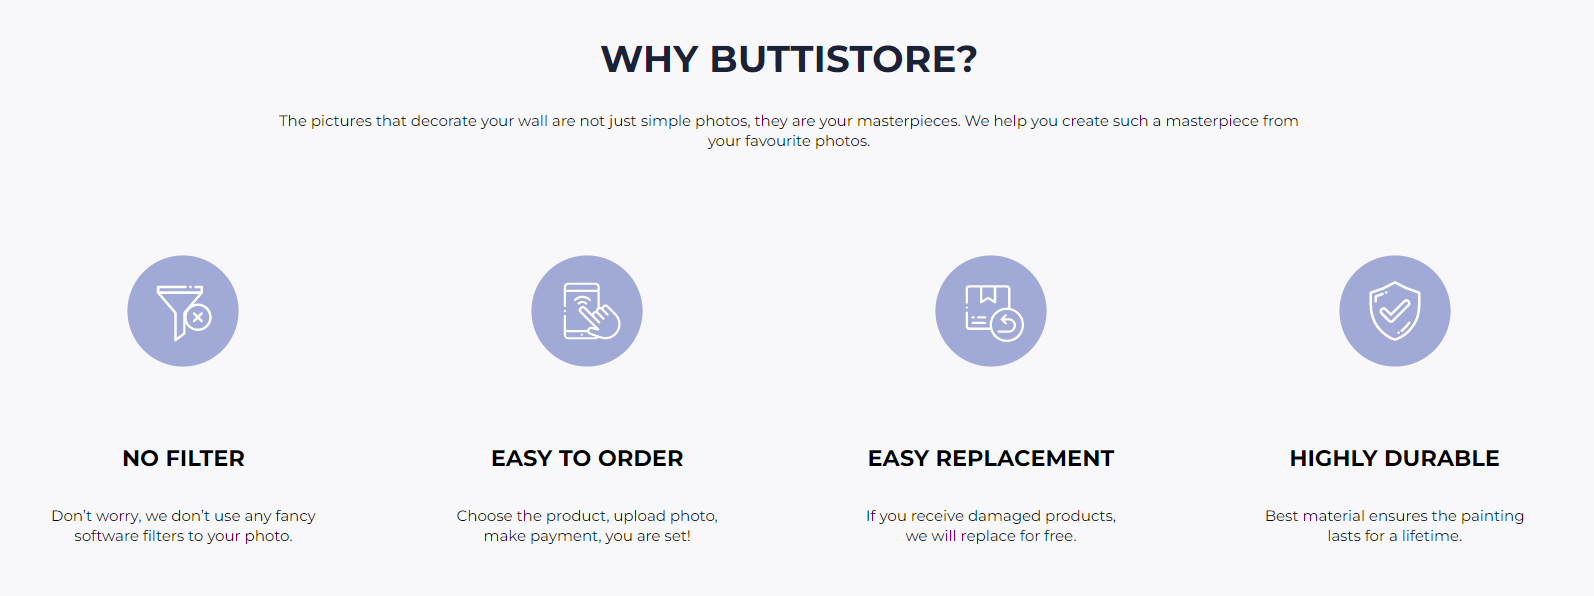 WHY BUTTISTORE?
The pictures that decorate your wall are not just simple photos, they are your masterpieces. We help you create such a masterpiece from
your favourite photos.
NO FILTER
Don’t worry, we don’t use any fancy
software filters to your photo.
EASY TO ORDER
Choose the product, upload photo,
make payment, you are set!
EASY REPLACEMENT
If you receive damaged products,
we will replace for free.
HIGHLY DURABLE
Best material ensures the painting
lasts for a lifetime.